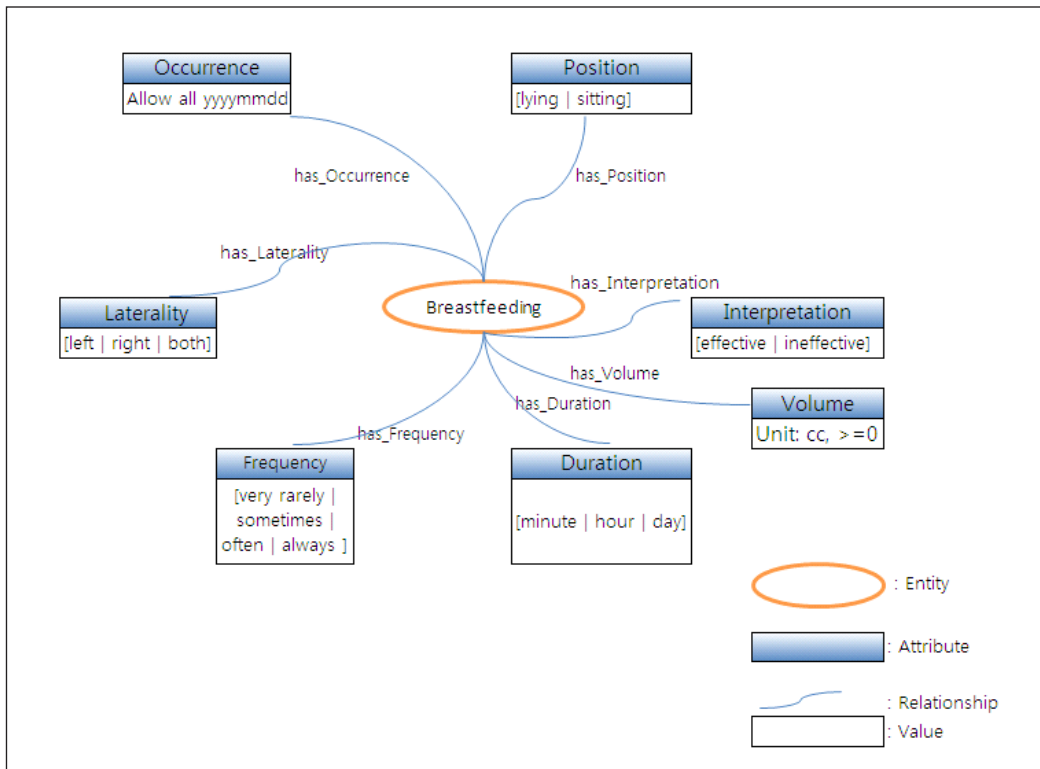 Occurrence
Allow all yyyymmdd
Position
[lying | sitting]
has_Occurrence
has_Position
has_Laterality
has_Interpretation
Laterality
[left | right | both]
Breastfeeding
Interpretation
[effective | ineffective]
has_Volume
has_Duration
Volume
Unit: cc, >=0
has_Frequency
Frequency
[very rarely |
sometimes |
often | always ]
Duration
[minute | hour | day]
: Entity
: Attribute
: Relationship
: Value